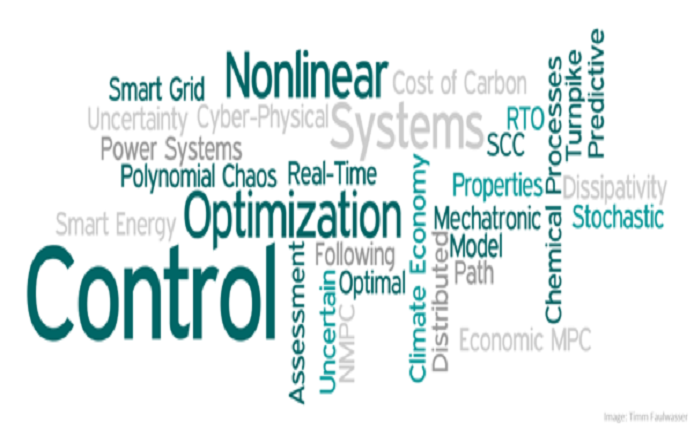 Nonlinear
Smart Grid
Cost of Carbon
Uncertainty
Cyber-Physical
Systems
RTO
SCC
Turnpike
Predictive
Chemical Processes
Power Systems
Polynomial Chaos
Real-Time
Properties
Dissipativity
Smart Energy
Optimization
Climate Economy
Mechatronic
Stochastic
Control
Assessment
Following
Distributed
Model
Uncertain
Optimal
Path
NMPC
Economic MPC
Image: Timm Faulwasser